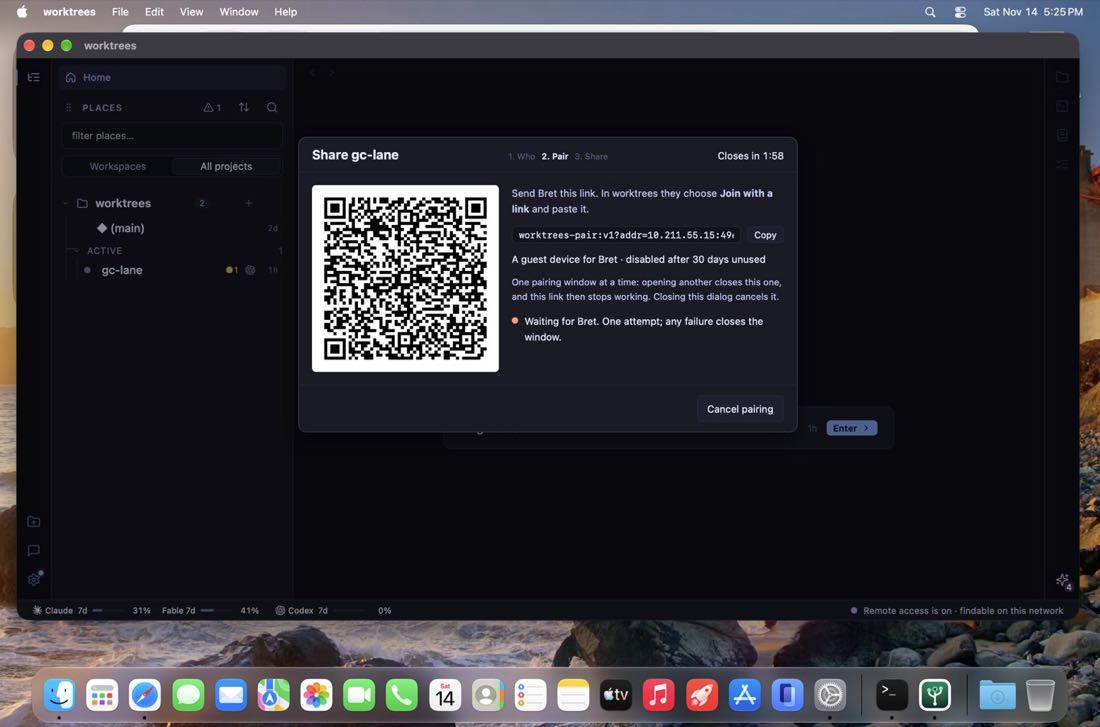 worktrees File Edit View Window Help
Sat Nov 14 5:25 PM
worktrees
Home
PLACES
1
filter places...
Workspaces
All projects
worktrees
2
(main)
2d
ACTIVE
1
gc-lane
1
1h
Share gc-lane
1. Who 2. Pair 3. Share
Closes in 1:58
Send Bret this link. In worktrees they choose Join with a
link and paste it.
worktrees-pair:v1?addr=10.211.55.15:49
Copy
A guest device for Bret · disabled after 30 days unused
One pairing window at a time: opening another closes this one,
and this link then stops working. Closing this dialog cancels it.
Waiting for Bret. One attempt; any failure closes the
window.
Cancel pairing
1h
Enter
4
Claude 7d 31% Fable 7d 41% Codex 7d 0%
Remote access is on · findable on this network
Sat
14
tv